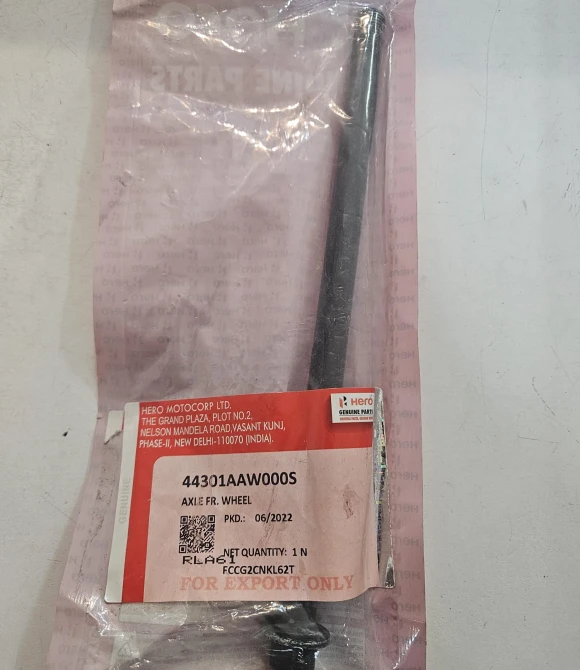 HERO MOTOCORP LTD.
THE GRAND PLAZA, PLOT NO.2,
NELSON MANDELA ROAD,VASANT KUNJ,
PHASE-II, NEW DELHI-110070 (INDIA).
Hero
GENUINE PARTS
44301AAW000S
AXLE FR. WHEEL
PKD.: 06/2022
NET QUANTITY: 1 N
RLA61
FCCG2CNKL62T
FOR EXPORT ONLY
GENUINE